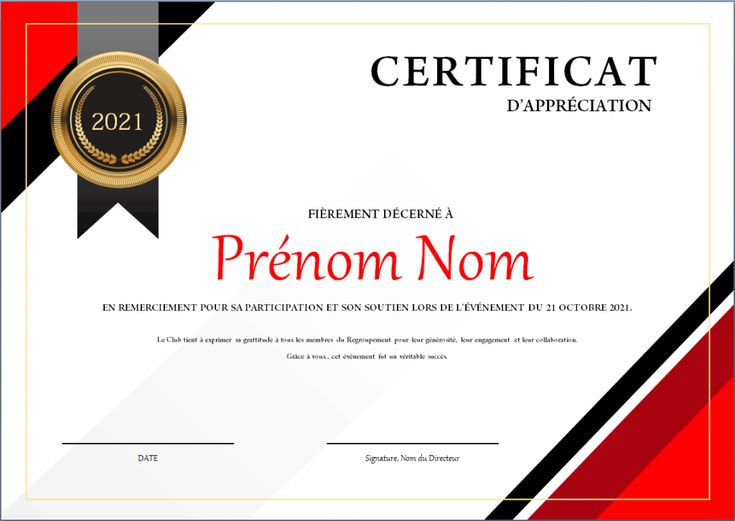 2021
CERTIFICAT
D'APPRÉCIATION
FIÈREMENT DÉCERNÉ À
Prénom Nom
EN REMERCIEMENT POUR SA PARTICIPATION ET SON SOUTIEN LORS DE L'ÉVÉNEMENT DU 21 OCTOBRE 2021.
Le Club tient à exprimer sa grattitude à tous les membres du Regroupement pour leur générosité, leur engagement et leur collaboration.
Grâce à vous., cet événement fut un véritable succès.
DATE
Signature, Nom du Directeur